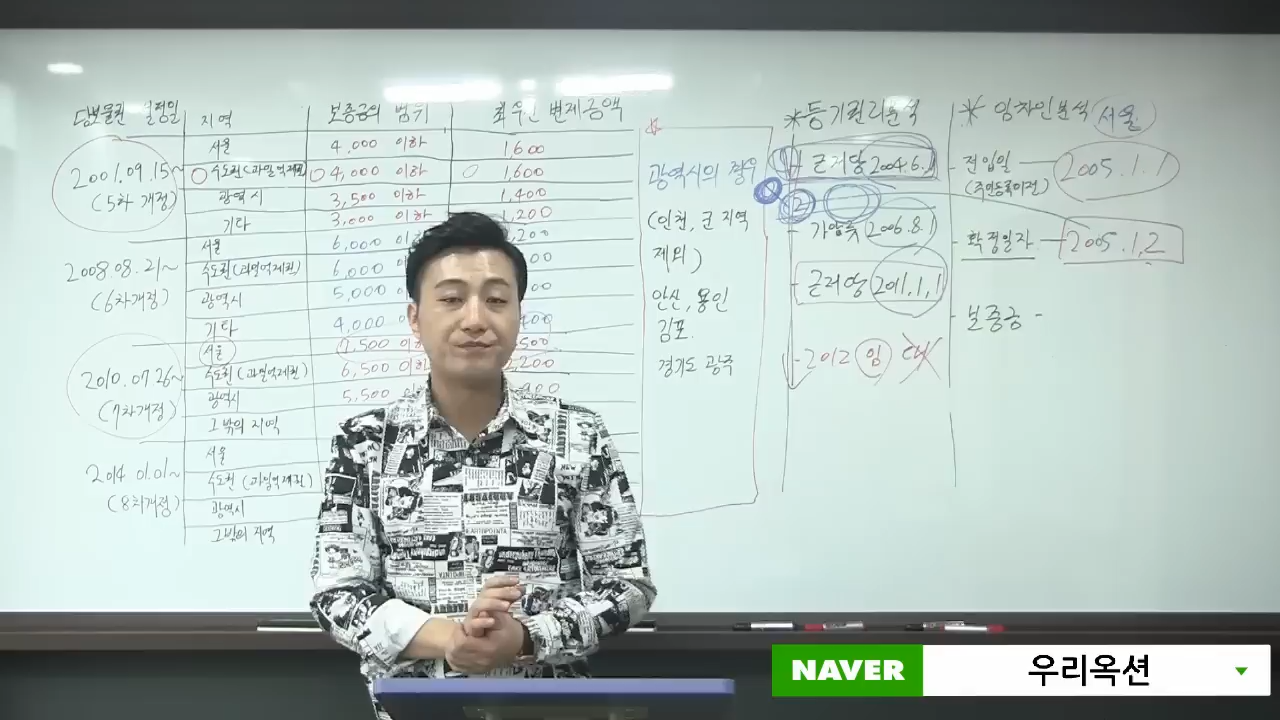 담보물권 설정일
지역
보증금의 범위
최우선 변제금액
2001.09.15~
(5차 개정)
서울
4,000 이하
1,600
수도권(과밀억제권)
4,000 이하
1,600
광역시
3,500 이하
1,400
기타
3,000 이하
1,200
2008.08.21~
(6차개정)
서울
6,000 이
,200
수도권(과밀억제권)
6,000
00
광역시
5,000
00
기타
4,000 이
400
2010.07.26~
(7차개정)
서울
7,500 이하
500
수도권(과밀억제권)
6,500 이하
2,200
광역시
5,500 이
900
그 밖의 지역
2014.01.01~
(8차개정)
서울
수도권(과밀억제권)
광역시
그밖의 지역
광역시의 경우
(인천, 군 지역
제외)
안산, 용인
김포.
경기도 광주
*등기권리분석
근저당 2004.6.1
2
가압류 2006.8.1
근저당 2011.1.1
-2012 임
* 임차인분석 서울
- 전입일 — 2005.1.1
(주민등록이전)
- 확정일자 — 2005.1.2
- 보증금 -
NAVER 우리옥션